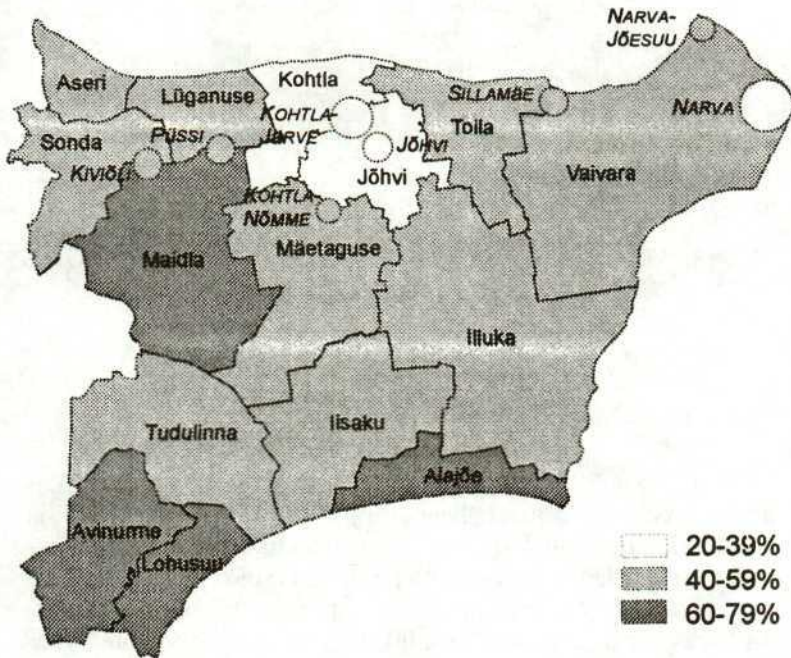 NARVA-
JÕESUU
Aseri
Kohtla
Lüganuse
SILLAMÄE
NARVA
KOHTLA-
JÄRVE
Sonda
PÜSSI
Toila
JÕHVI
KIVIÕLI
Vaivara
Jõhvi
KOHTLA-
NÕMME
Maidla
Mäetaguse
Illuka
Tudulinna
Iisaku
Alajõe
Avinurme
Lohusuu
20-39%
40-59%
60-79%